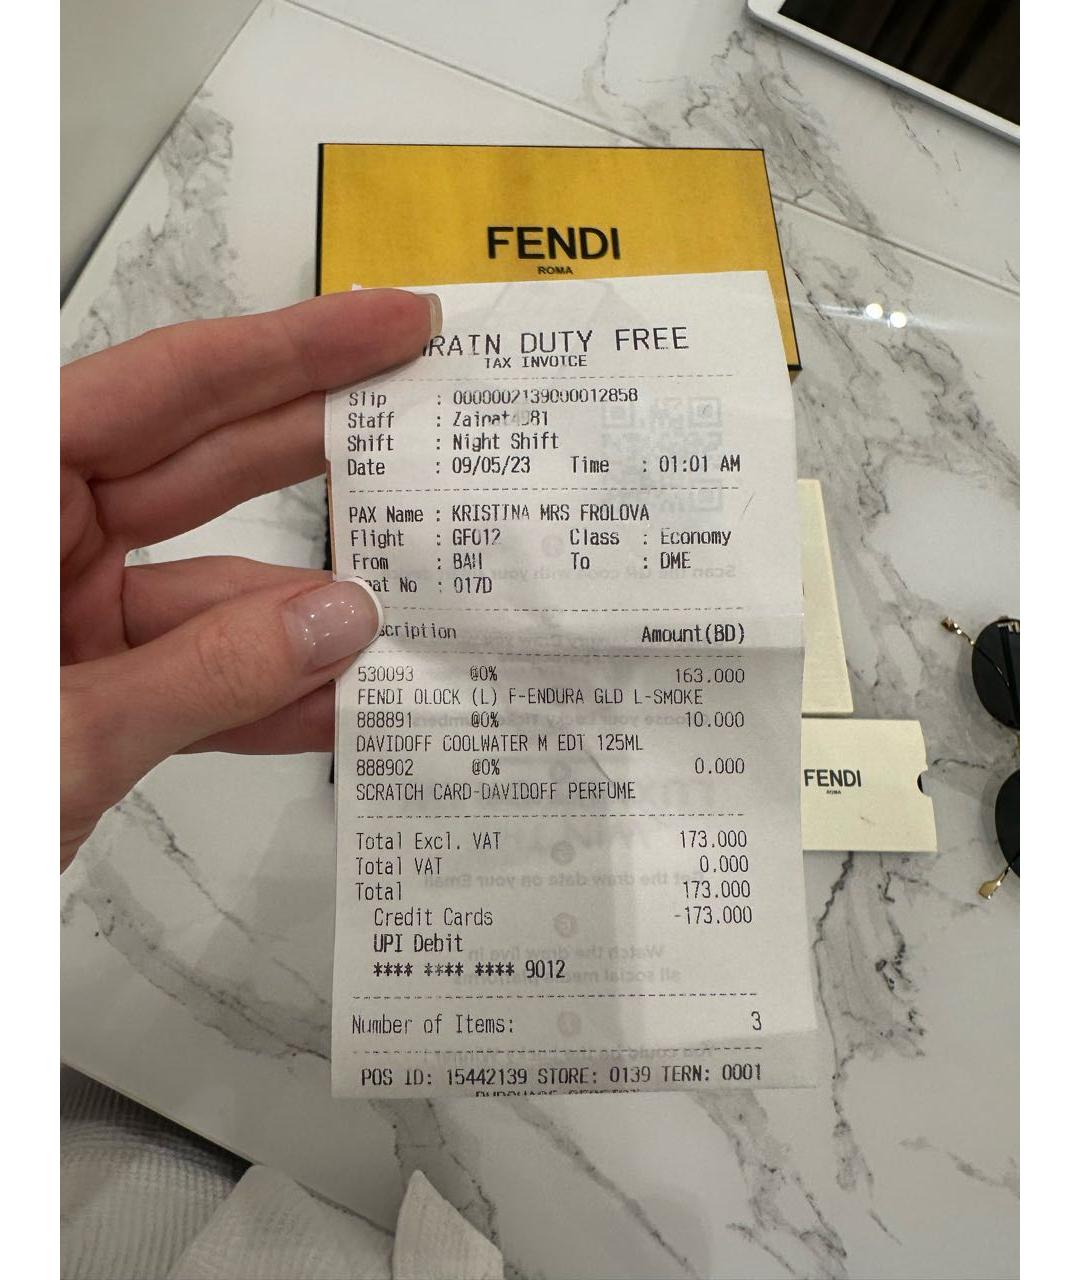 FENDI
ROMA
RAIN DUTY FREE
TAX INVOICE
Slip : 0000002139000012858
Staff : Zainat 81
Shift : Night Shift
Date : 09/05/23 Time : 01:01 AM
PAX Name : KRISTINA MRS FROLOVA
Flight : GF012 Class : Economy
From : BAH To : DME
eat No : 017D
scription Amount(BD)
530093 @0% 163.000
FENDI OLOCK (L) F-ENDURA GLD L-SMOKE
888891 @0% 10.000
DAVIDOFF COOLWATER M EDT 125ML
888902 @0% 0.000
SCRATCH CARD-DAVIDOFF PERFUME
Total Excl. VAT 173.000
Total VAT 0.000
Total 173.000
Credit Cards -173.000
UPI Debit
**** **** **** 9012
Number of Items: 3
POS ID: 15442139 STORE: 0139 TERN: 0001
FENDI
ROMA